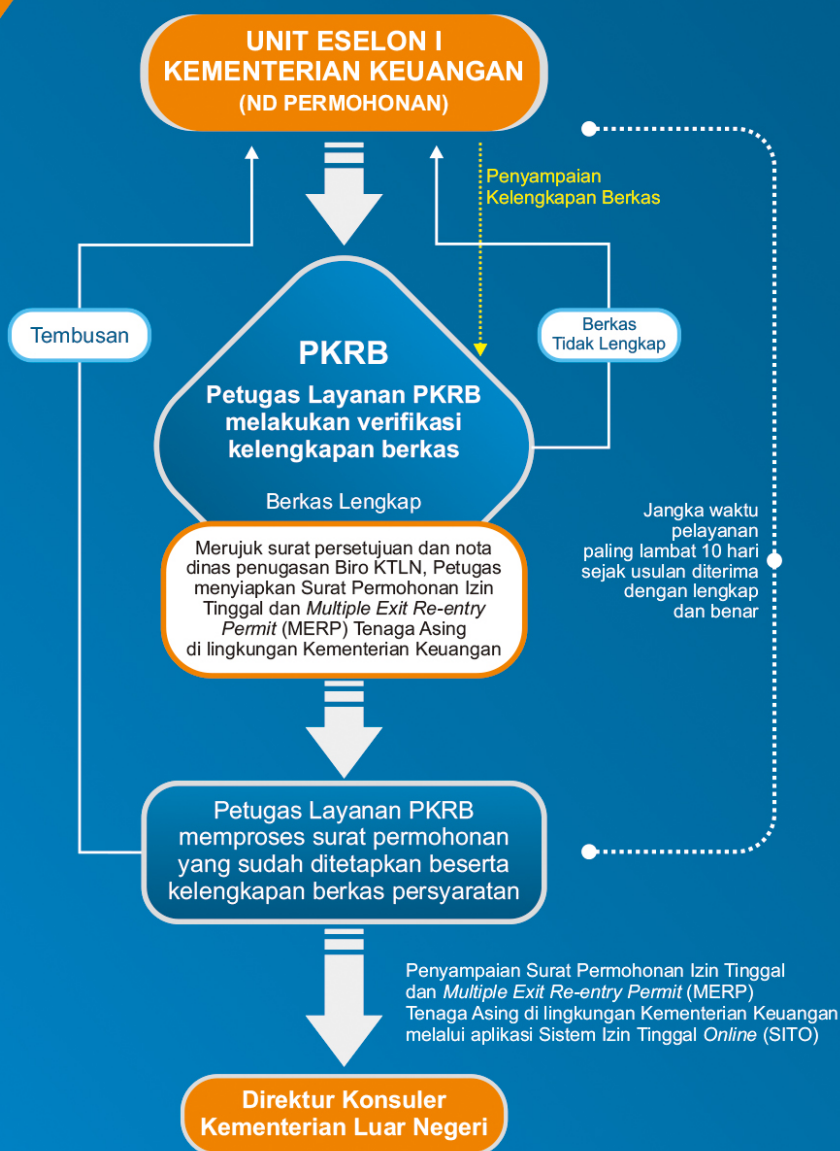 UNIT ESELON I
KEMENTERIAN KEUANGAN
(ND PERMOHONAN)
Penyampaian
Kelengkapan Berkas
Tembusan
Berkas
Tidak Lengkap
PKRB
Petugas Layanan PKRB
melakukan verifikasi
kelengkapan berkas
Berkas Lengkap
Merujuk surat persetujuan dan nota
dinas penugasan Biro KTLN, Petugas
menyiapkan Surat Permohonan Izin
Tinggal dan Multiple Exit Re-entry
Permit (MERP) Tenaga Asing
di lingkungan Kementerian Keuangan
Jangka waktu
pelayanan
paling lambat 10 hari
sejak usulan diterima
dengan lengkap
dan benar
Petugas Layanan PKRB
memproses surat permohonan
yang sudah ditetapkan beserta
kelengkapan berkas persyaratan
Penyampaian Surat Permohonan Izin Tinggal
dan Multiple Exit Re-entry Permit (MERP)
Tenaga Asing di lingkungan Kementerian Keuangan
melalui aplikasi Sistem Izin Tinggal Online (SITO)
Direktur Konsuler
Kementerian Luar Negeri